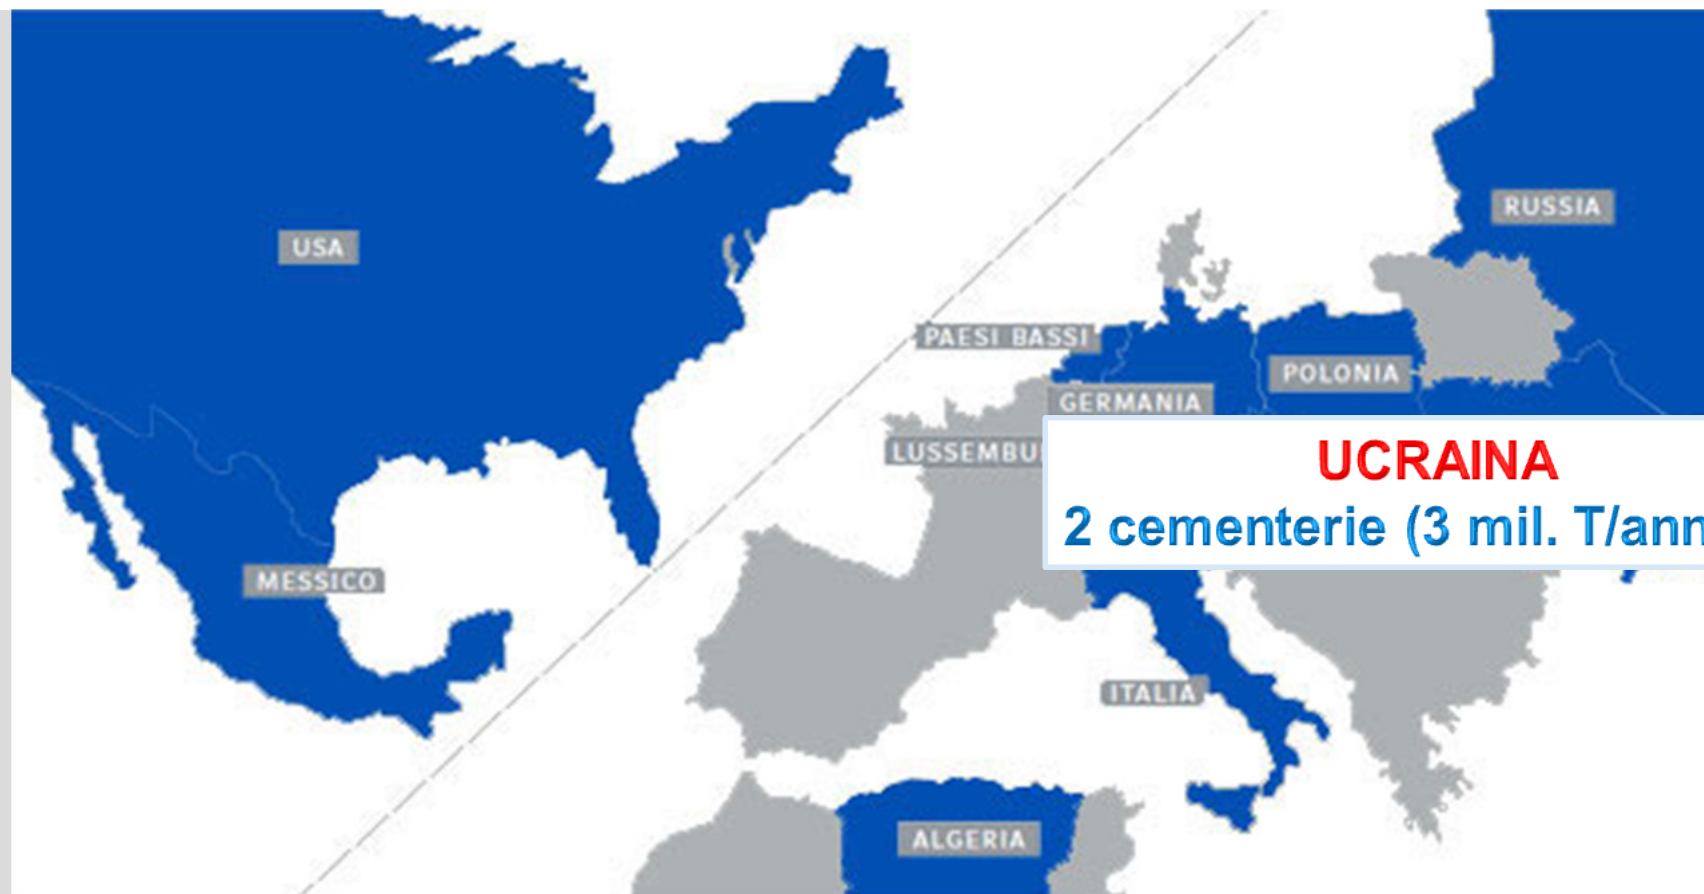 USA
RUSSIA
PAESI BASSI
POLONIA
GERMANIA
UCRAINA
2 cementerie (3 mil. T/ann
MESSICO
ITALIA
ALGERIA